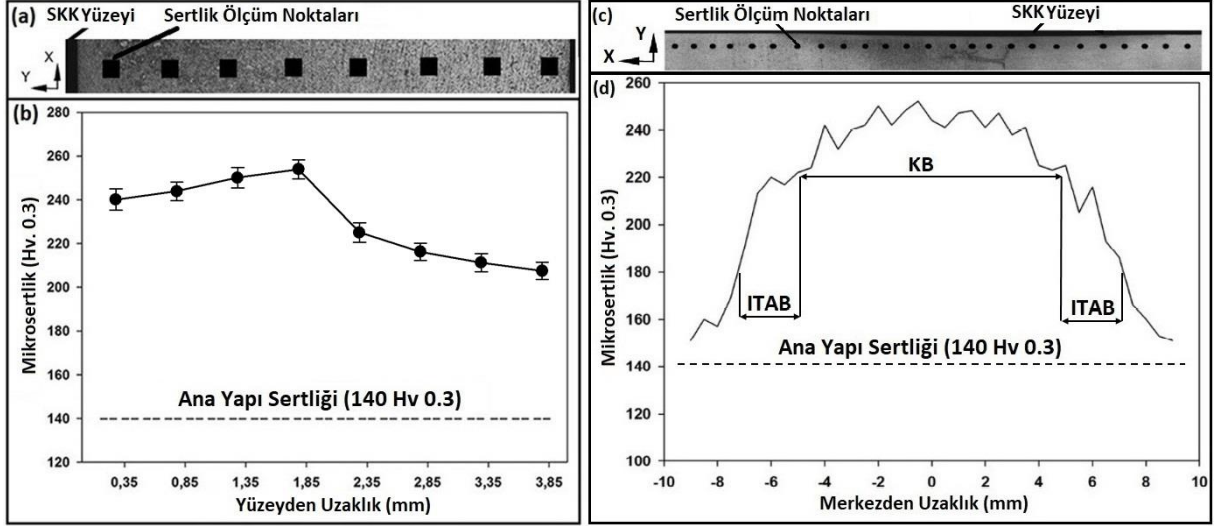 (a)
SKK Yüzeyi
Sertlik Ölçüm Noktaları
X
Y
(b)
280
260
240
220
200
180
160
140
120
Mikrosertlik (Hv. 0.3)
Ana Yapı Sertliği (140 Hv 0.3)
0,35 0,85 1,35 1,85 2,35 2,85 3,35 3,85
Yüzeyden Uzaklık (mm)
(c)
Sertlik Ölçüm Noktaları
SKK Yüzeyi
Y
X
(d)
260
240
220
200
180
160
140
120
100
Mikrosertlik (Hv. 0.3)
KB
ITAB
ITAB
Ana Yapı Sertliği (140 Hv 0.3)
-10 -8 -6 -4 -2 0 2 4 6 8 10
Merkezden Uzaklık (mm)